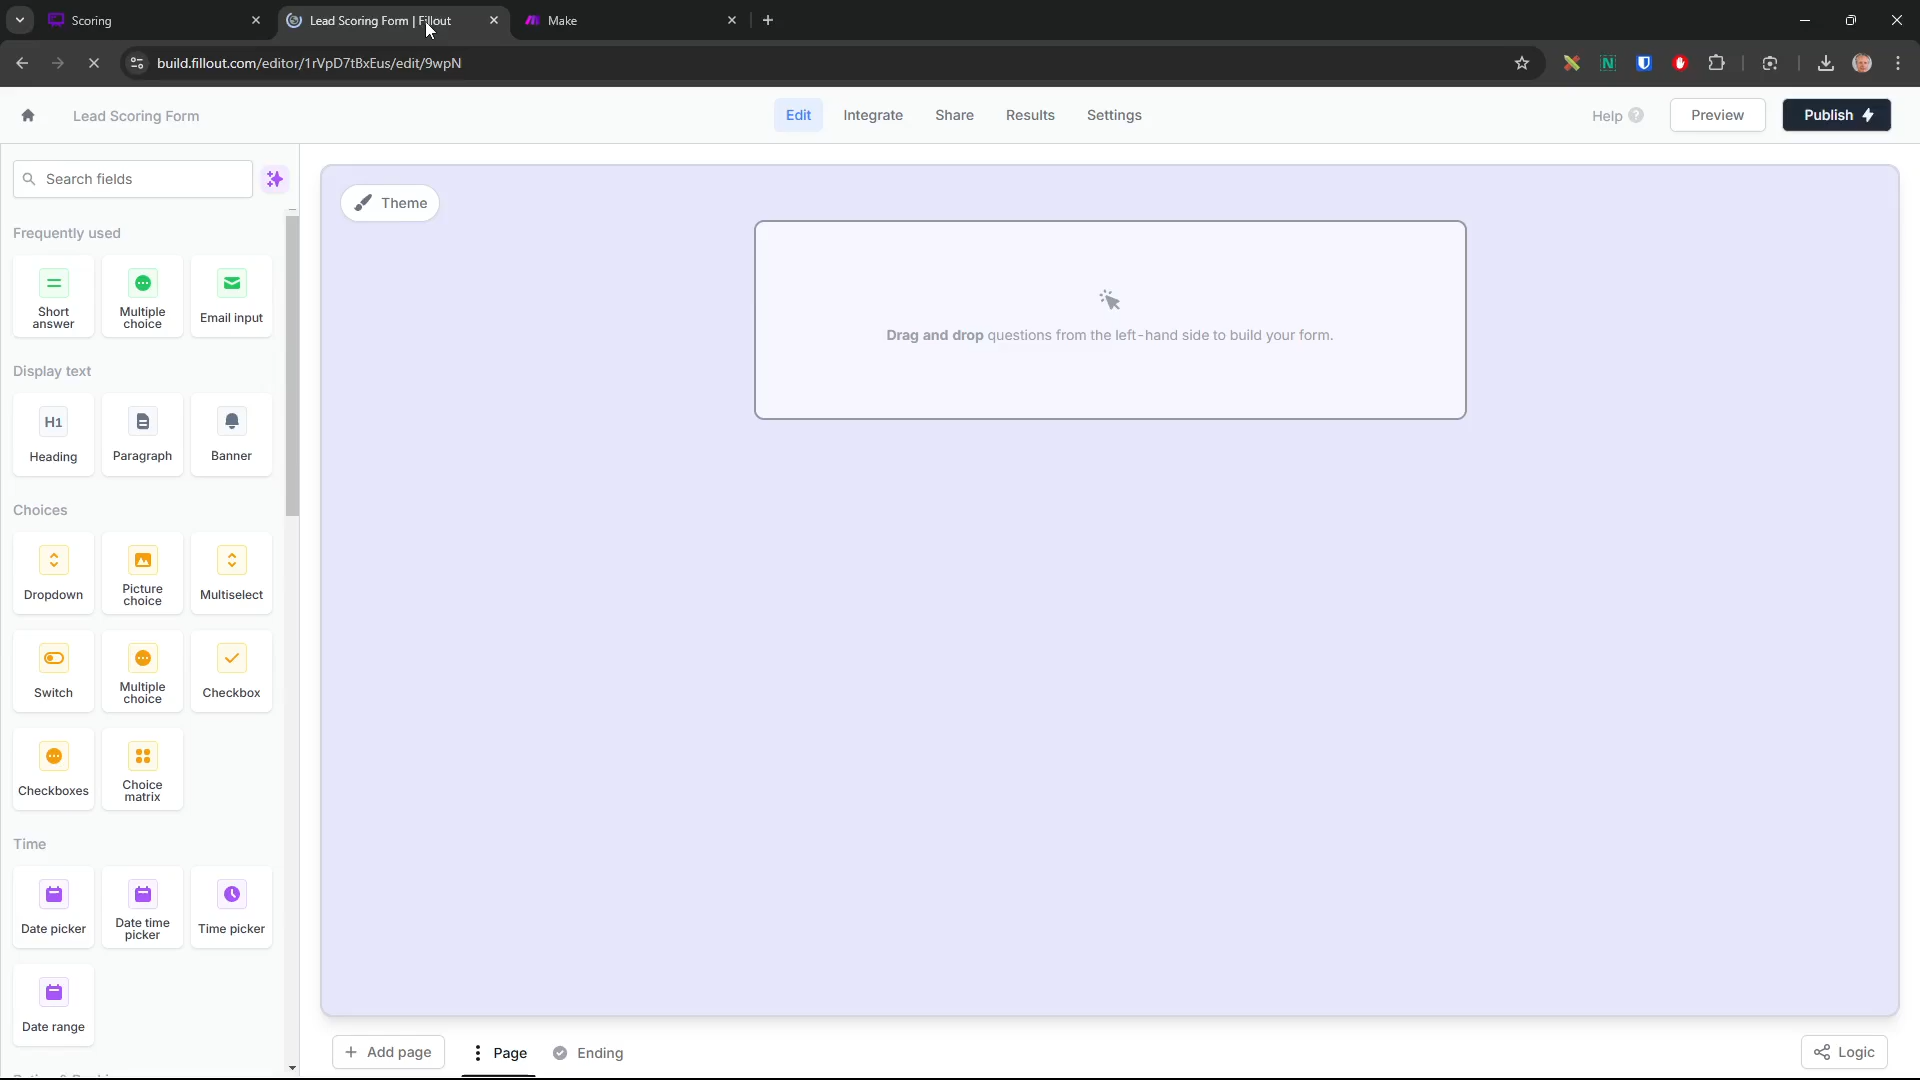 Scoring
Lead Scoring Form | Fillout
Make
build.fillout.com/editor/1rVpD7tBxEus/edit/9wpN
Lead Scoring Form
Edit
Integrate
Share
Results
Settings
Help ?
Preview
Publish
Search fields
Theme
Frequently used
Short
answer
Multiple
choice
Email input
Drag and drop questions from the left-hand side to build your form.
Display text
H1
Heading
Paragraph
Banner
Choices
Dropdown
Picture
choice
Multiselect
Switch
Multiple
choice
Checkbox
Checkboxes
Choice
matrix
Time
Date picker
Date time
picker
Time picker
Date range
Add page
Page
Ending
Logic